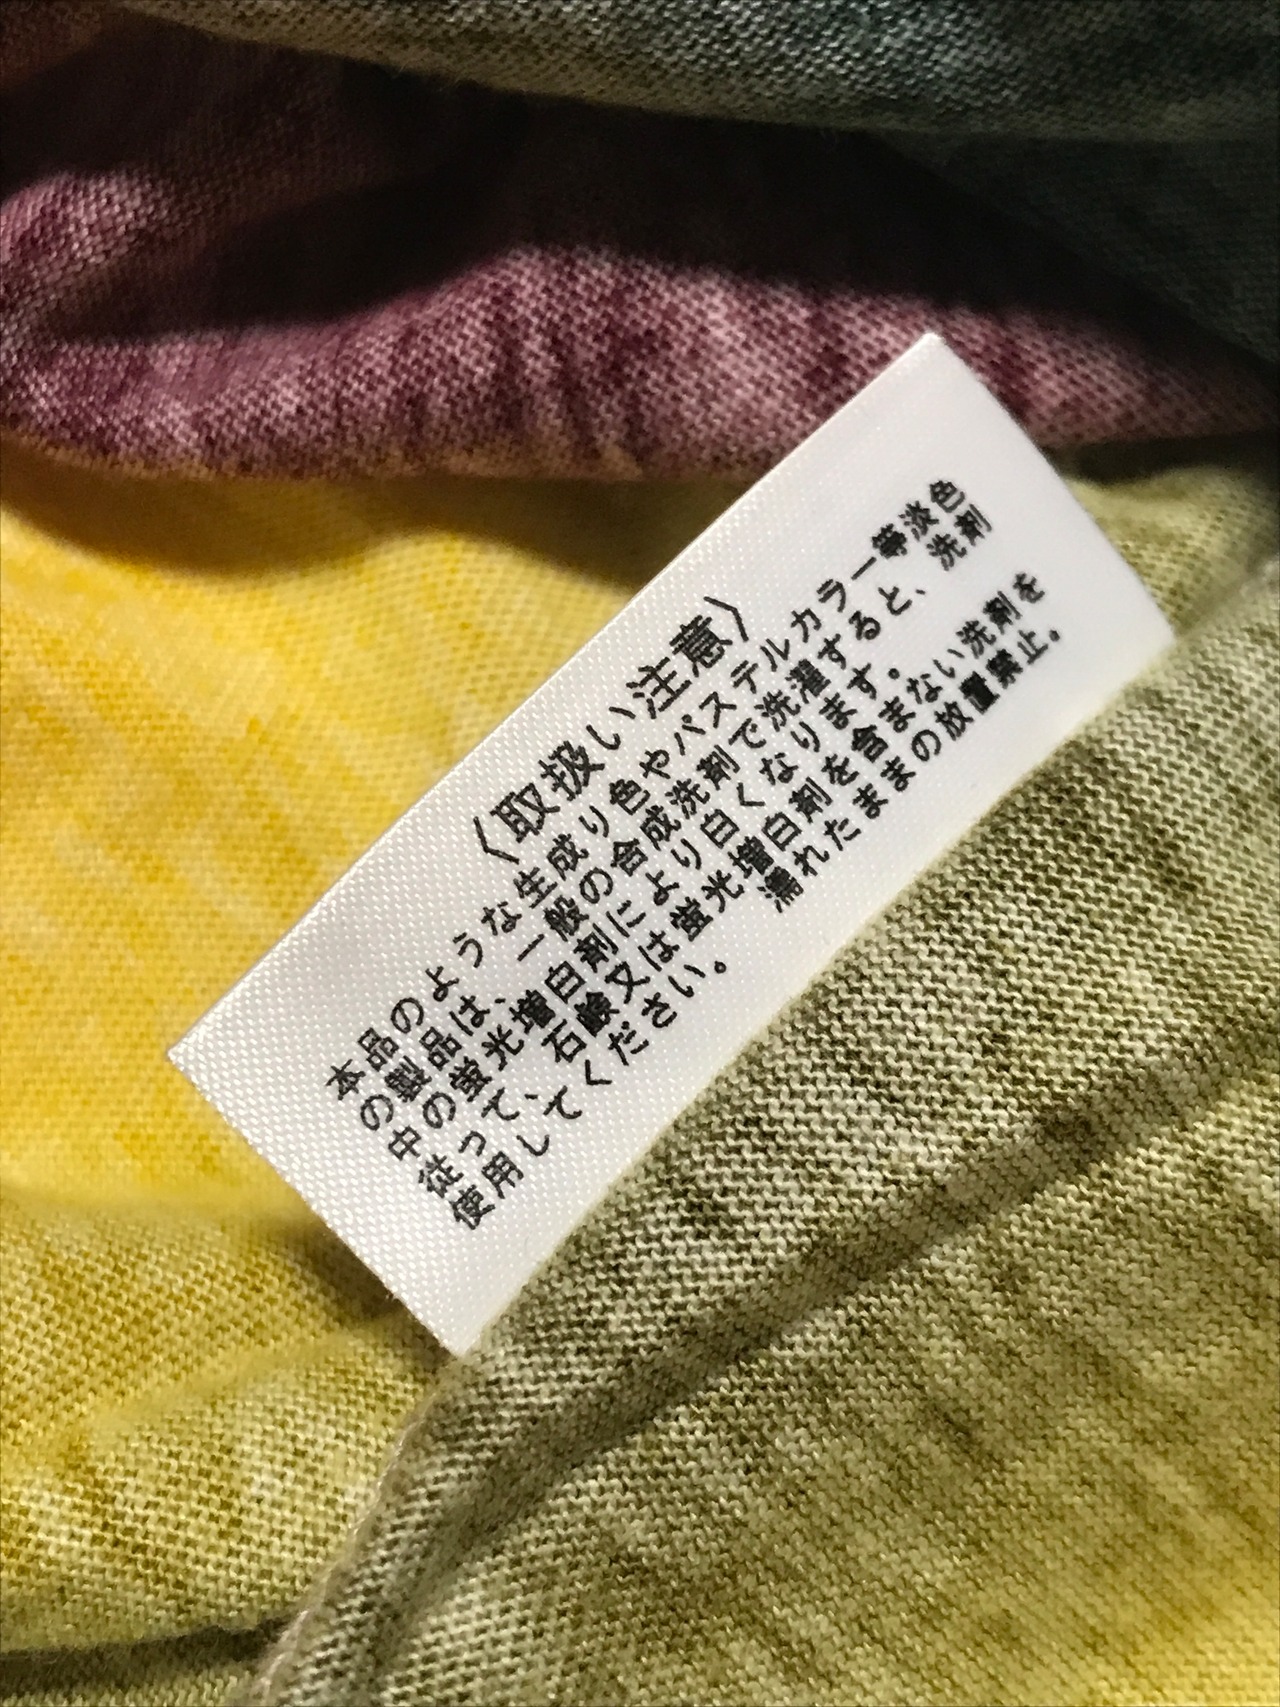 〈取扱い注意〉
本品のような生成り色やパステルカラー等淡色
の製品は、一般の合成洗剤で洗濯すると、洗剤
中の蛍光増白剤により白くなります。
従って、石鹸又は蛍光増白剤を含まない洗剤を
使用してください。 濡れたままの放置禁止。